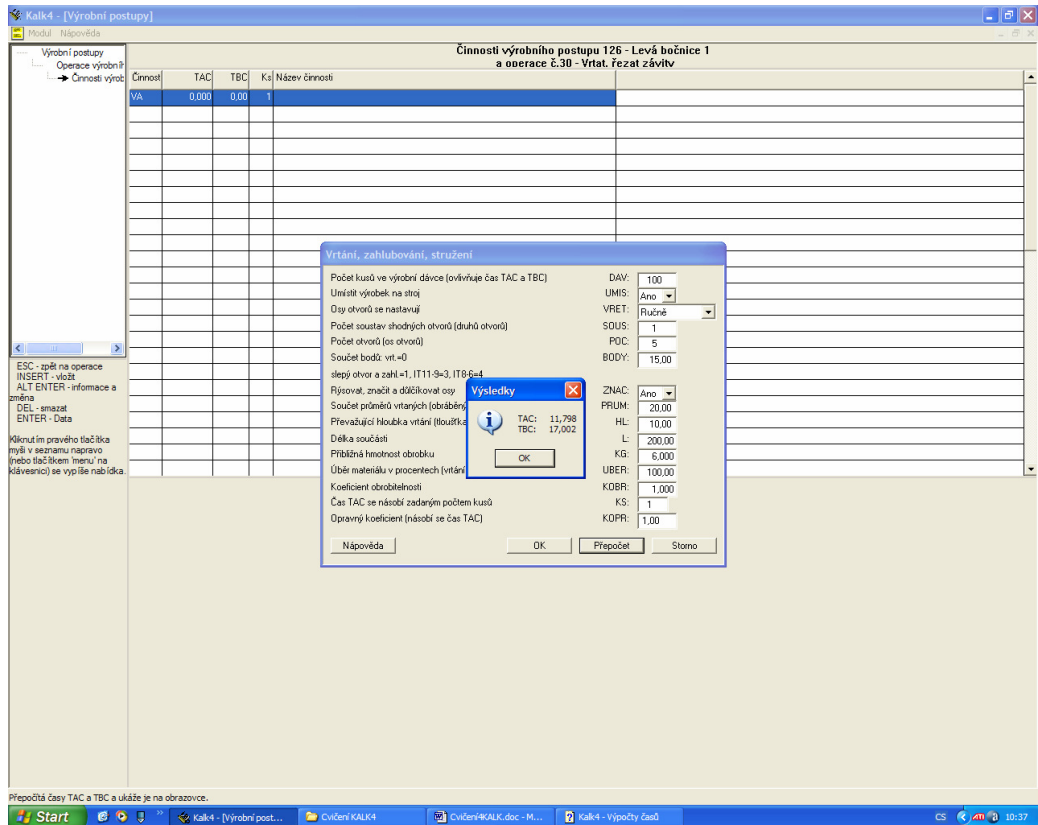 Kalk4 - [Výrobní postupy]
Modul Nápověda
Výrobní postupy
Operace výrobníh
Činnosti výrob
Činnosti výrobního postupu 126 - Levá bočnice 1
a operace č.30 - Vrtat. řezat závity
Činnost TAC TBC Ks Název činnosti
VA 0,000 0,00 1
ESC - zpět na operace
INSERT - vložit
ALT ENTER - informace a
změna
DEL - smazat
ENTER - Data
Kliknutím pravého tlačítka
myši v seznamu napravo
(nebo tlačítkem 'menu' na
klávesnici) se vypíše nabídka.
Vrtání, zahlubování, stružení
Počet kusů ve výrobní dávce (ovlivňuje čas TAC a TBC) DAV: 100
Umístit výrobek na stroj UMIS: Ano
Osy otvorů se nastavují VRET: Ručně
Počet soustav shodných otvorů (druhů otvorů) SOUS: 1
Počet otvorů (os otvorů) POC: 5
Součet bodů: vrt.=0 BODY: 15,00
slepý otvor a zahl.=1, IT11-9=3, IT8-6=4
Rýsovat, značit a důlčíkovat osy ZNAC: Ano
Součet průměrů vrtaných (obráběný PRUM: 20,00
Převažující hloubka vrtání (tloušťka HL: 10,00
Délka součásti L: 200,00
Přibližná hmotnost obrobku KG: 6,000
Úběr materiálu v procentech (vrtání UBER: 100,00
Koeficient obrobitelnosti KOBR: 1,000
Čas TAC se násobí zadaným počtem kusů KS: 1
Opravný koeficient (násobí se čas TAC) KOPR: 1,00
Nápověda OK Přepočet Storno
Výsledky
TAC: 11,798
TBC: 17,002
OK
Přepočítá časy TAC a TBC a ukáže je na obrazovce.
Start Kalk4 - [Výrobní post... Cvičení KALK4 Cvičení4KALK.doc - M... Kalk4 - Výpočty časů CS 10:37